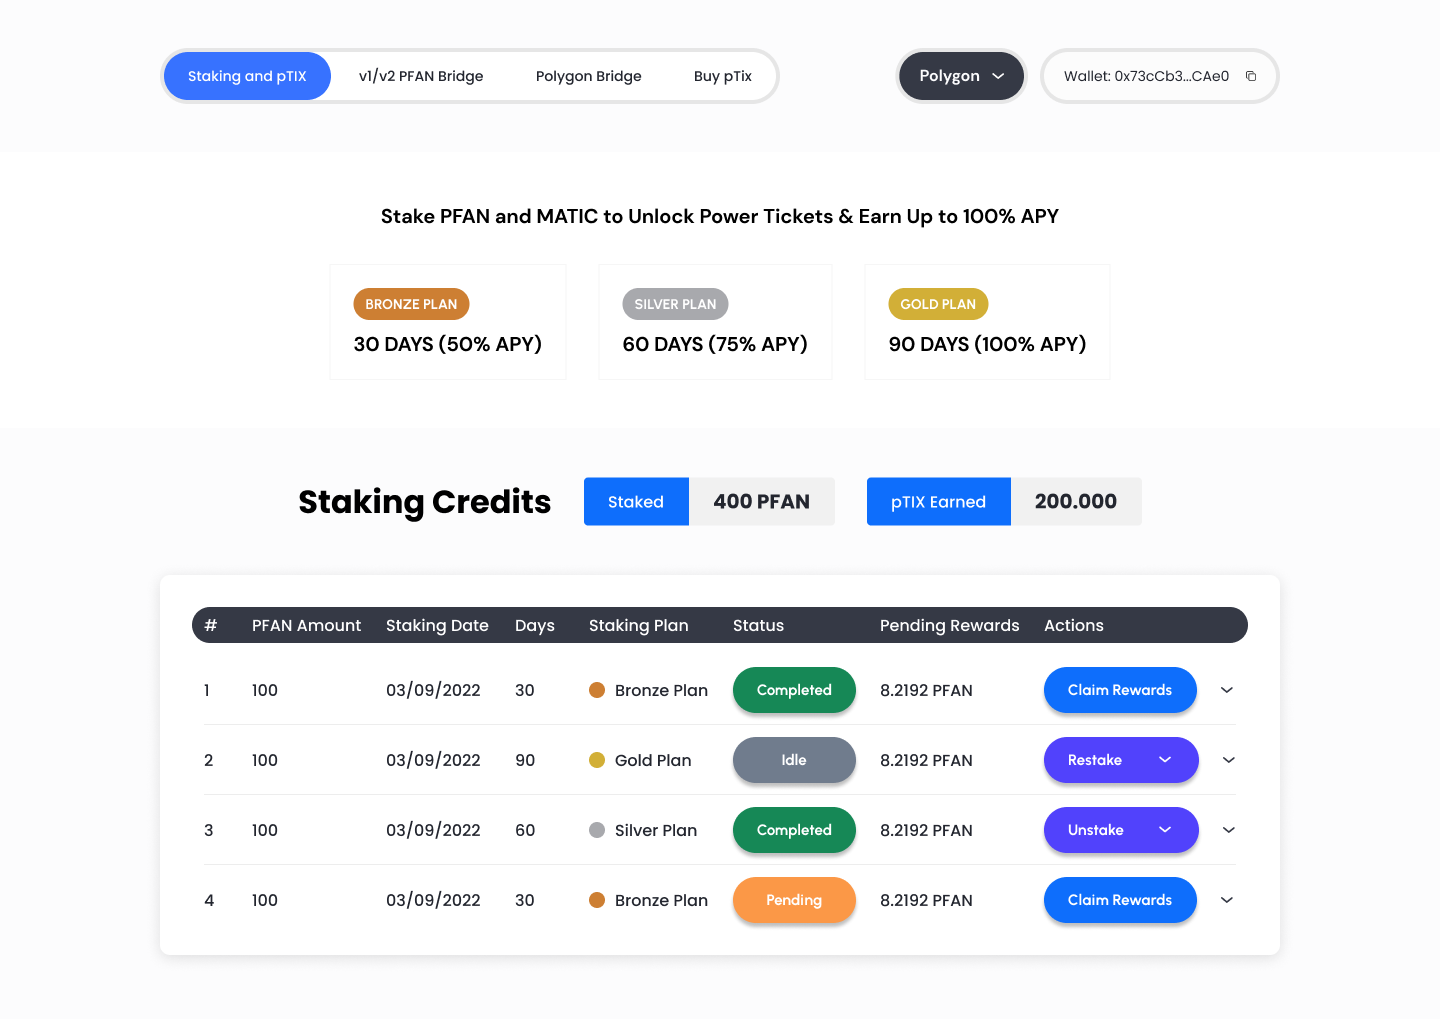 Staking and pTIX v1/v2 PFAN Bridge Polygon Bridge Buy pTix Polygon Wallet: 0x73cCb3...CAe0
Stake PFAN and MATIC to Unlock Power Tickets & Earn Up to 100% APY
BRONZE PLAN
30 DAYS (50% APY)
SILVER PLAN
60 DAYS (75% APY)
GOLD PLAN
90 DAYS (100% APY)
Staking Credits Staked 400 PFAN pTIX Earned 200.000
# PFAN Amount Staking Date Days Staking Plan Status Pending Rewards Actions
1 100 03/09/2022 30 Bronze Plan Completed 8.2192 PFAN Claim Rewards
2 100 03/09/2022 90 Gold Plan Idle 8.2192 PFAN Restake
3 100 03/09/2022 60 Silver Plan Completed 8.2192 PFAN Unstake
4 100 03/09/2022 30 Bronze Plan Pending 8.2192 PFAN Claim Rewards